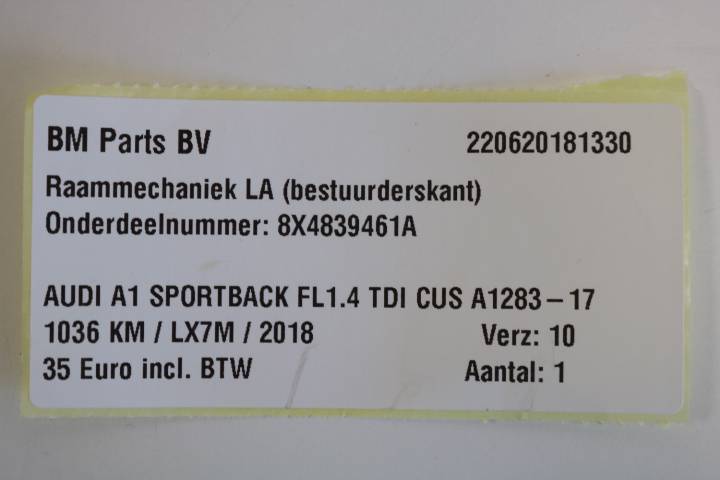 BM Parts BV 220620181330
Raammechaniek LA (bestuurderskant)
Onderdeelnummer: 8X4839461A
AUDI A1 SPORTBACK FL1.4 TDI CUS A1283-17
1036 KM / LX7M / 2018 Verz: 10
35 Euro incl. BTW Aantal: 1